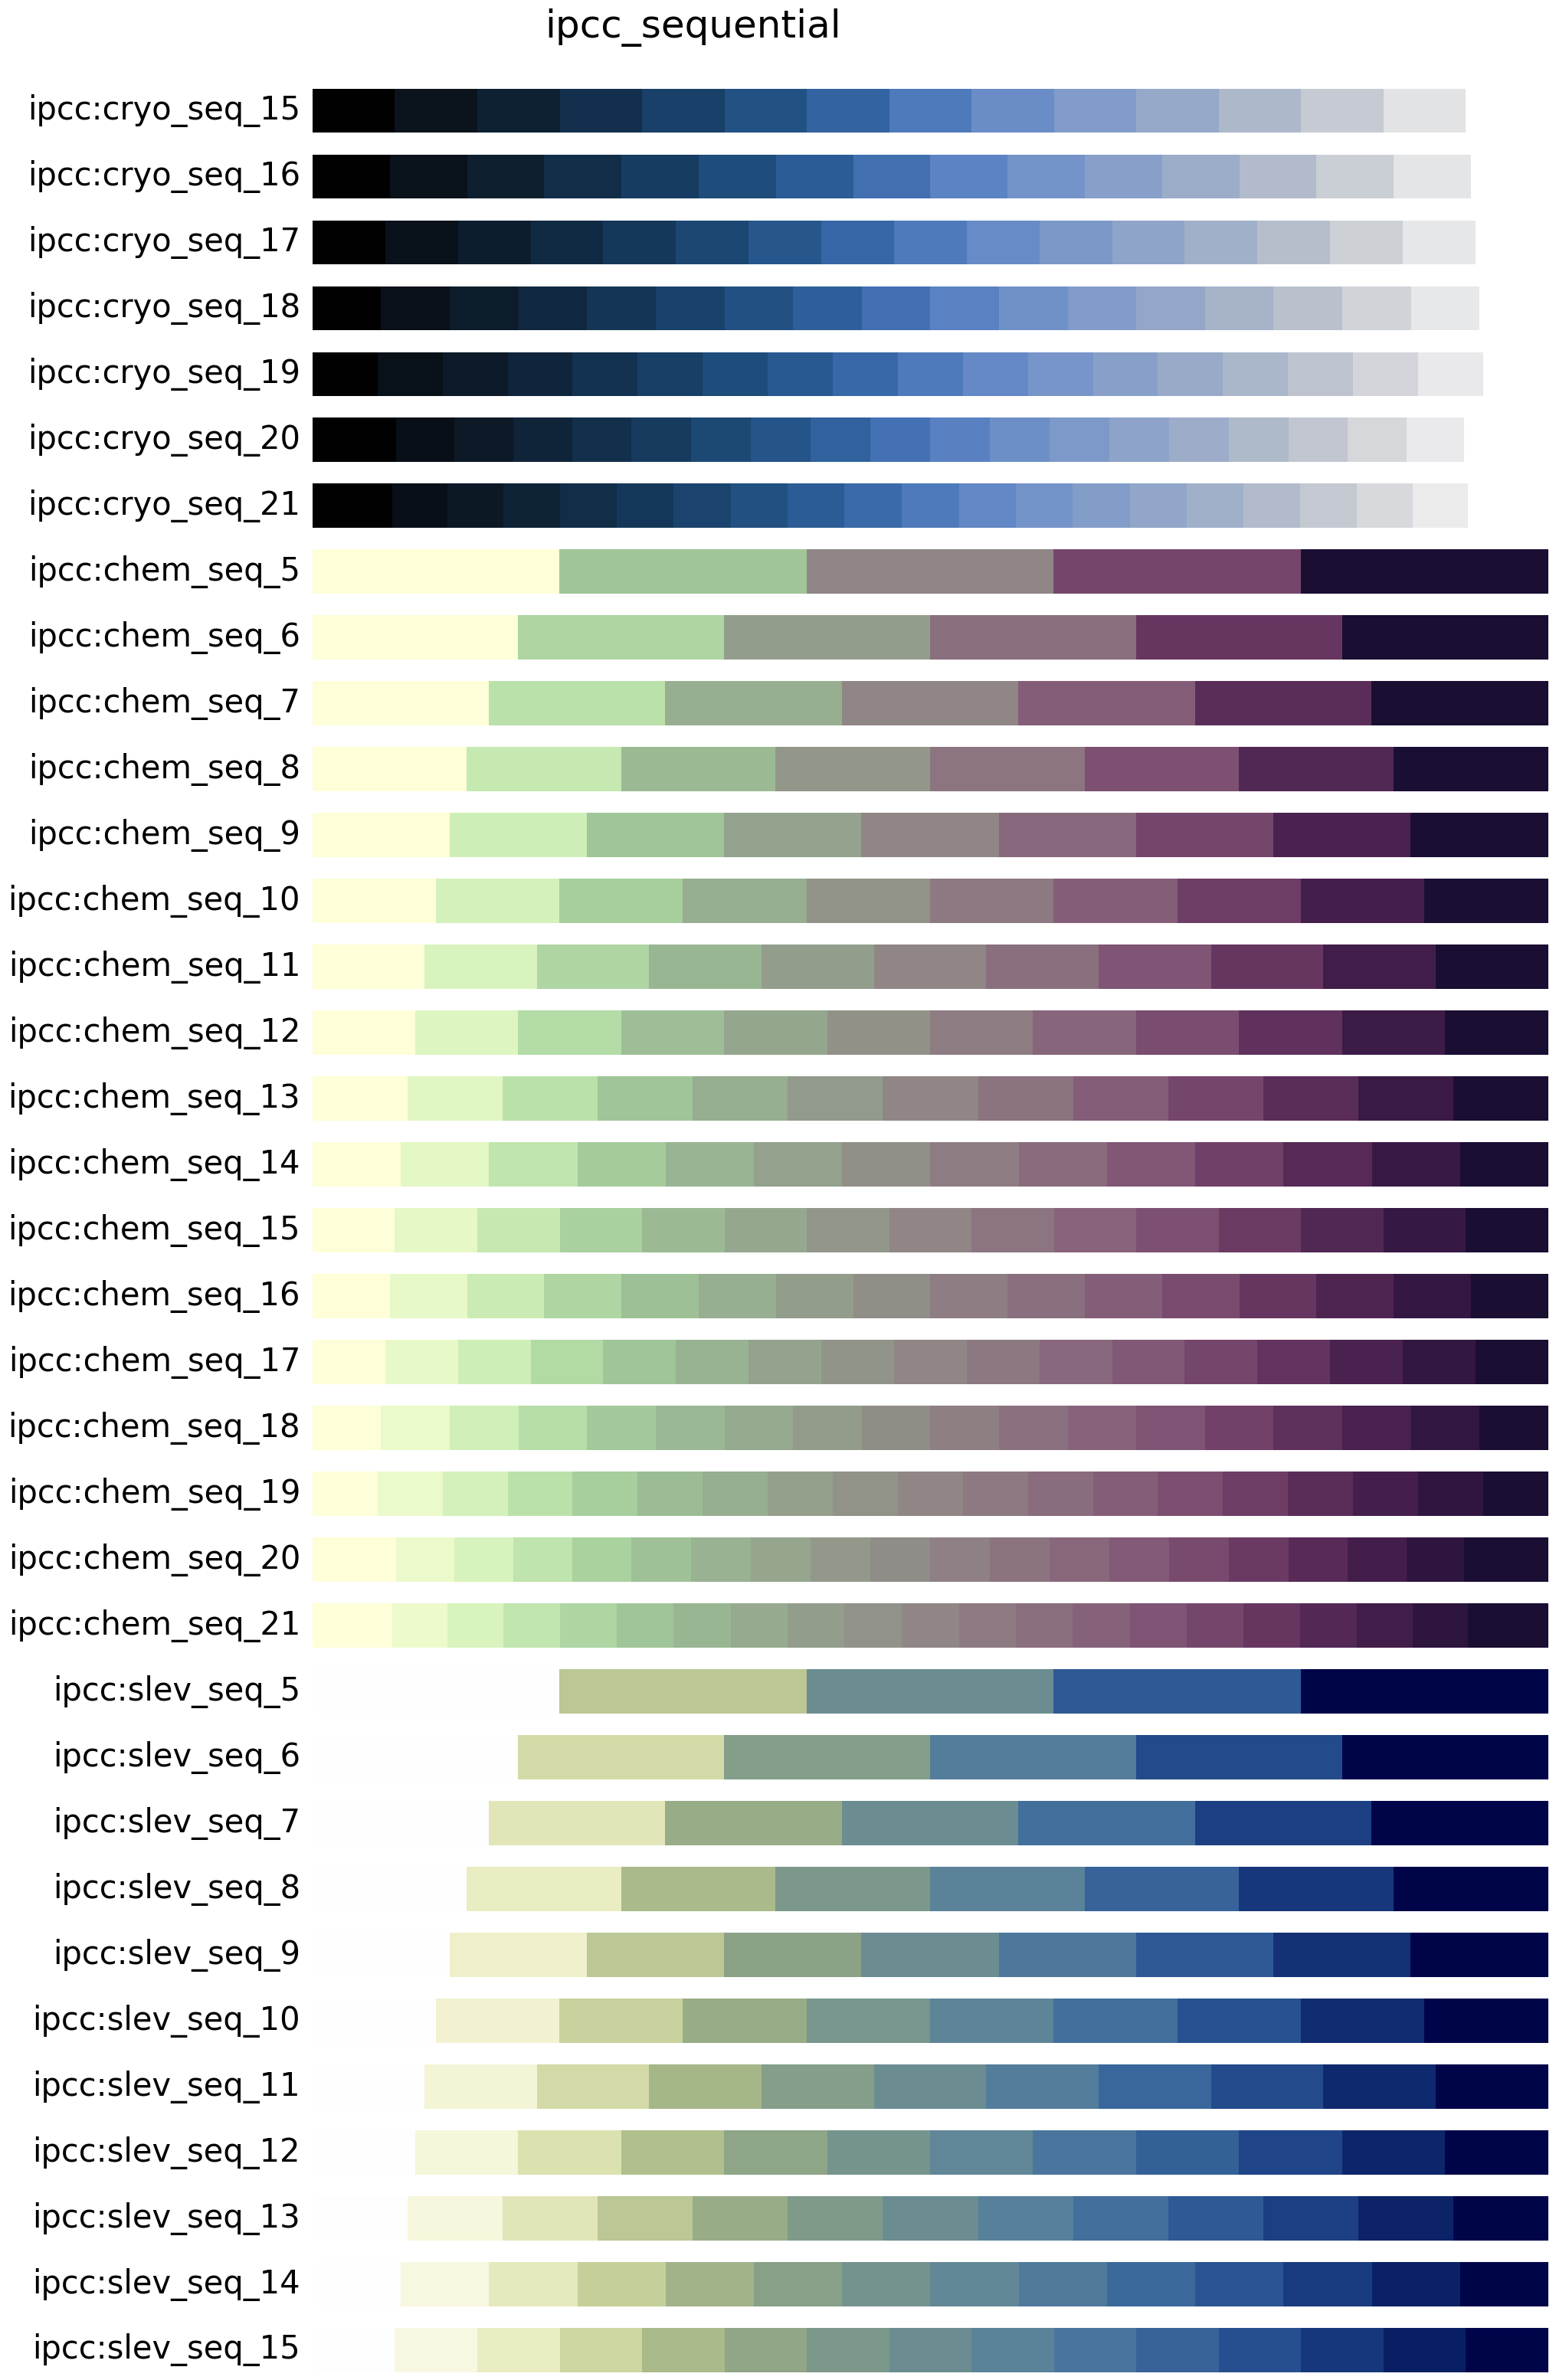 ipcc_sequential
ipcc:cryo_seq_15
ipcc:cryo_seq_16
ipcc:cryo_seq_17
ipcc:cryo_seq_18
ipcc:cryo_seq_19
ipcc:cryo_seq_20
ipcc:cryo_seq_21
ipcc:chem_seq_5
ipcc:chem_seq_6
ipcc:chem_seq_7
ipcc:chem_seq_8
ipcc:chem_seq_9
ipcc:chem_seq_10
ipcc:chem_seq_11
ipcc:chem_seq_12
ipcc:chem_seq_13
ipcc:chem_seq_14
ipcc:chem_seq_15
ipcc:chem_seq_16
ipcc:chem_seq_17
ipcc:chem_seq_18
ipcc:chem_seq_19
ipcc:chem_seq_20
ipcc:chem_seq_21
ipcc:slev_seq_5
ipcc:slev_seq_6
ipcc:slev_seq_7
ipcc:slev_seq_8
ipcc:slev_seq_9
ipcc:slev_seq_10
ipcc:slev_seq_11
ipcc:slev_seq_12
ipcc:slev_seq_13
ipcc:slev_seq_14
ipcc:slev_seq_15